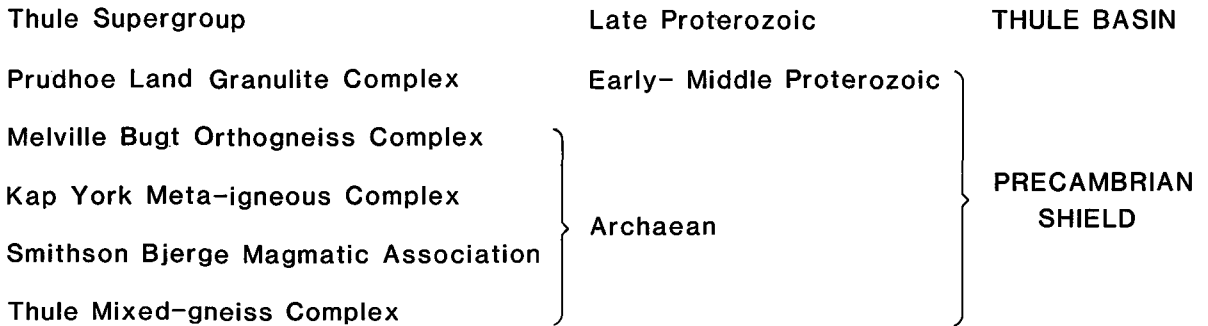 Thule Supergroup Late Proterozoic THULE BASIN
Prudhoe Land Granulite Complex Early- Middle Proterozoic
Melville Bugt Orthogneiss Complex
Kap York Meta-igneous Complex
PRECAMBRIAN
SHIELD
Archaean
Smithson Bjerge Magmatic Association
Thule Mixed-gneiss Complex